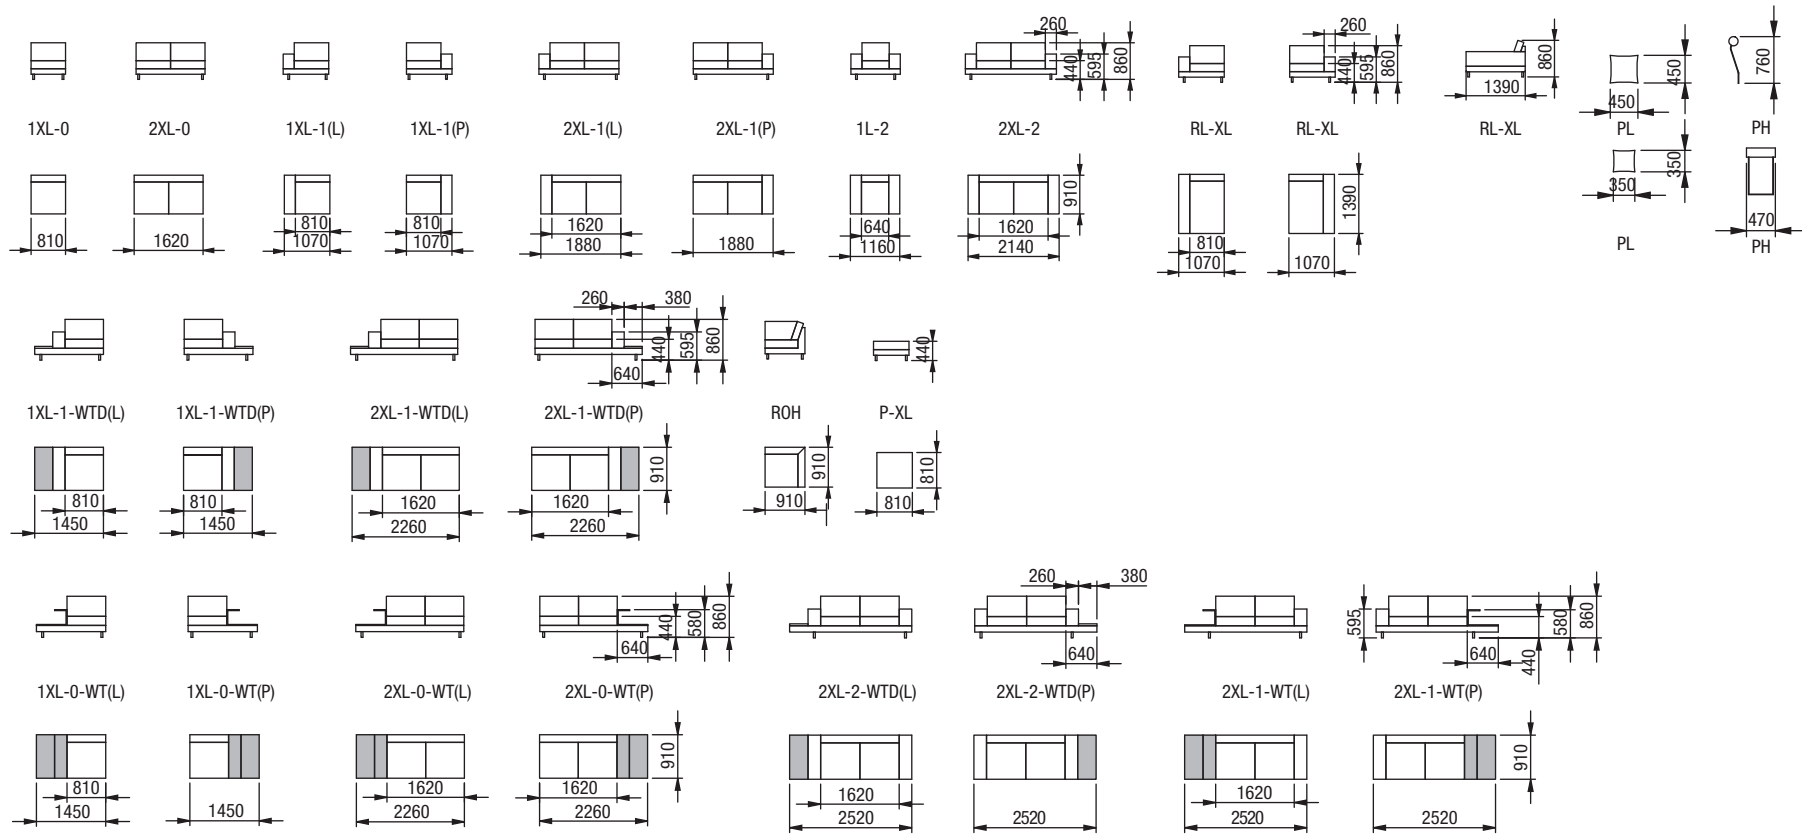 260
440
595
860
260
440
595
860
1390
860
450
450
760
1XL-0
2XL-0
1XL-1(L)
1XL-1(P)
2XL-1(L)
2XL-1(P)
1L-2
2XL-2
RL-XL
RL-XL
RL-XL
PL
PH
810
1620
810
1070
810
1070
1620
1880
1880
640
1160
1620
2140
910
810
1070
1070
1390
350
350
PL
470
PH
260
380
440
595
860
640
440
1XL-1-WTD(L)
1XL-1-WTD(P)
2XL-1-WTD(L)
2XL-1-WTD(P)
ROH
P-XL
810
1450
810
1450
1620
2260
1620
2260
910
910
910
810
810
440
580
860
640
260
380
640
595
640
440
580
860
1XL-0-WT(L)
1XL-0-WT(P)
2XL-0-WT(L)
2XL-0-WT(P)
2XL-2-WTD(L)
2XL-2-WTD(P)
2XL-1-WT(L)
2XL-1-WT(P)
810
1450
1450
1620
2260
1620
2260
910
1620
2520
2520
1620
2520
2520
910